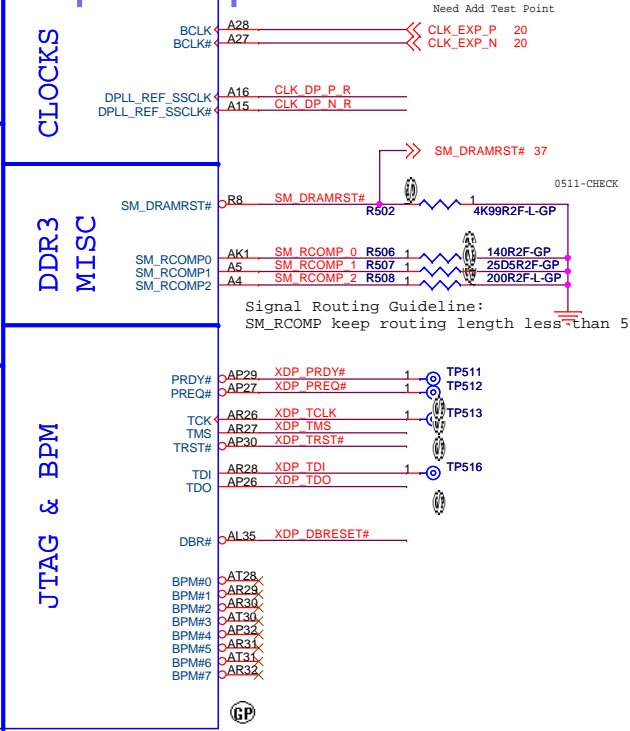 Need Add Test Point
CLOCKS
BCLK A28 CLK_EXP_P 20
BCLK# A27 CLK_EXP_N 20
DPLL_REF_SSCLK A16 CLK_DP_P_R
DPLL_REF_SSCLK# A15 CLK_DP_N_R
SM_DRAMRST# 37
0511-CHECK
DDR3
MISC
SM_DRAMRST# R8 SM_DRAMRST# R502 1 4K99R2F-L-GP
SM_RCOMP0 AK1 SM_RCOMP_0 R506 1 140R2F-GP
SM_RCOMP1 A5 SM_RCOMP_1 R507 1 25D5R2F-GP
SM_RCOMP2 A4 SM_RCOMP_2 R508 1 200R2F-L-GP
Signal Routing Guideline:
SM_RCOMP keep routing length less than 5
JTAG & BPM
PRDY# AP29 XDP_PRDY# 1 TP511
PREQ# AP27 XDP_PREQ# 1 TP512
TCK AR26 XDP_TCLK 1 TP513
TMS AR27 XDP_TMS
TRST# AP30 XDP_TRST#
TDI AR28 XDP_TDI 1 TP516
TDO AP26 XDP_TDO
DBR# AL35 XDP_DBRESET#
BPM#0 AT28
BPM#1 AR29
BPM#2 AR30
BPM#3 AT30
BPM#4 AP32
BPM#5 AR31
BPM#6 AT31
BPM#7 AR32
GP